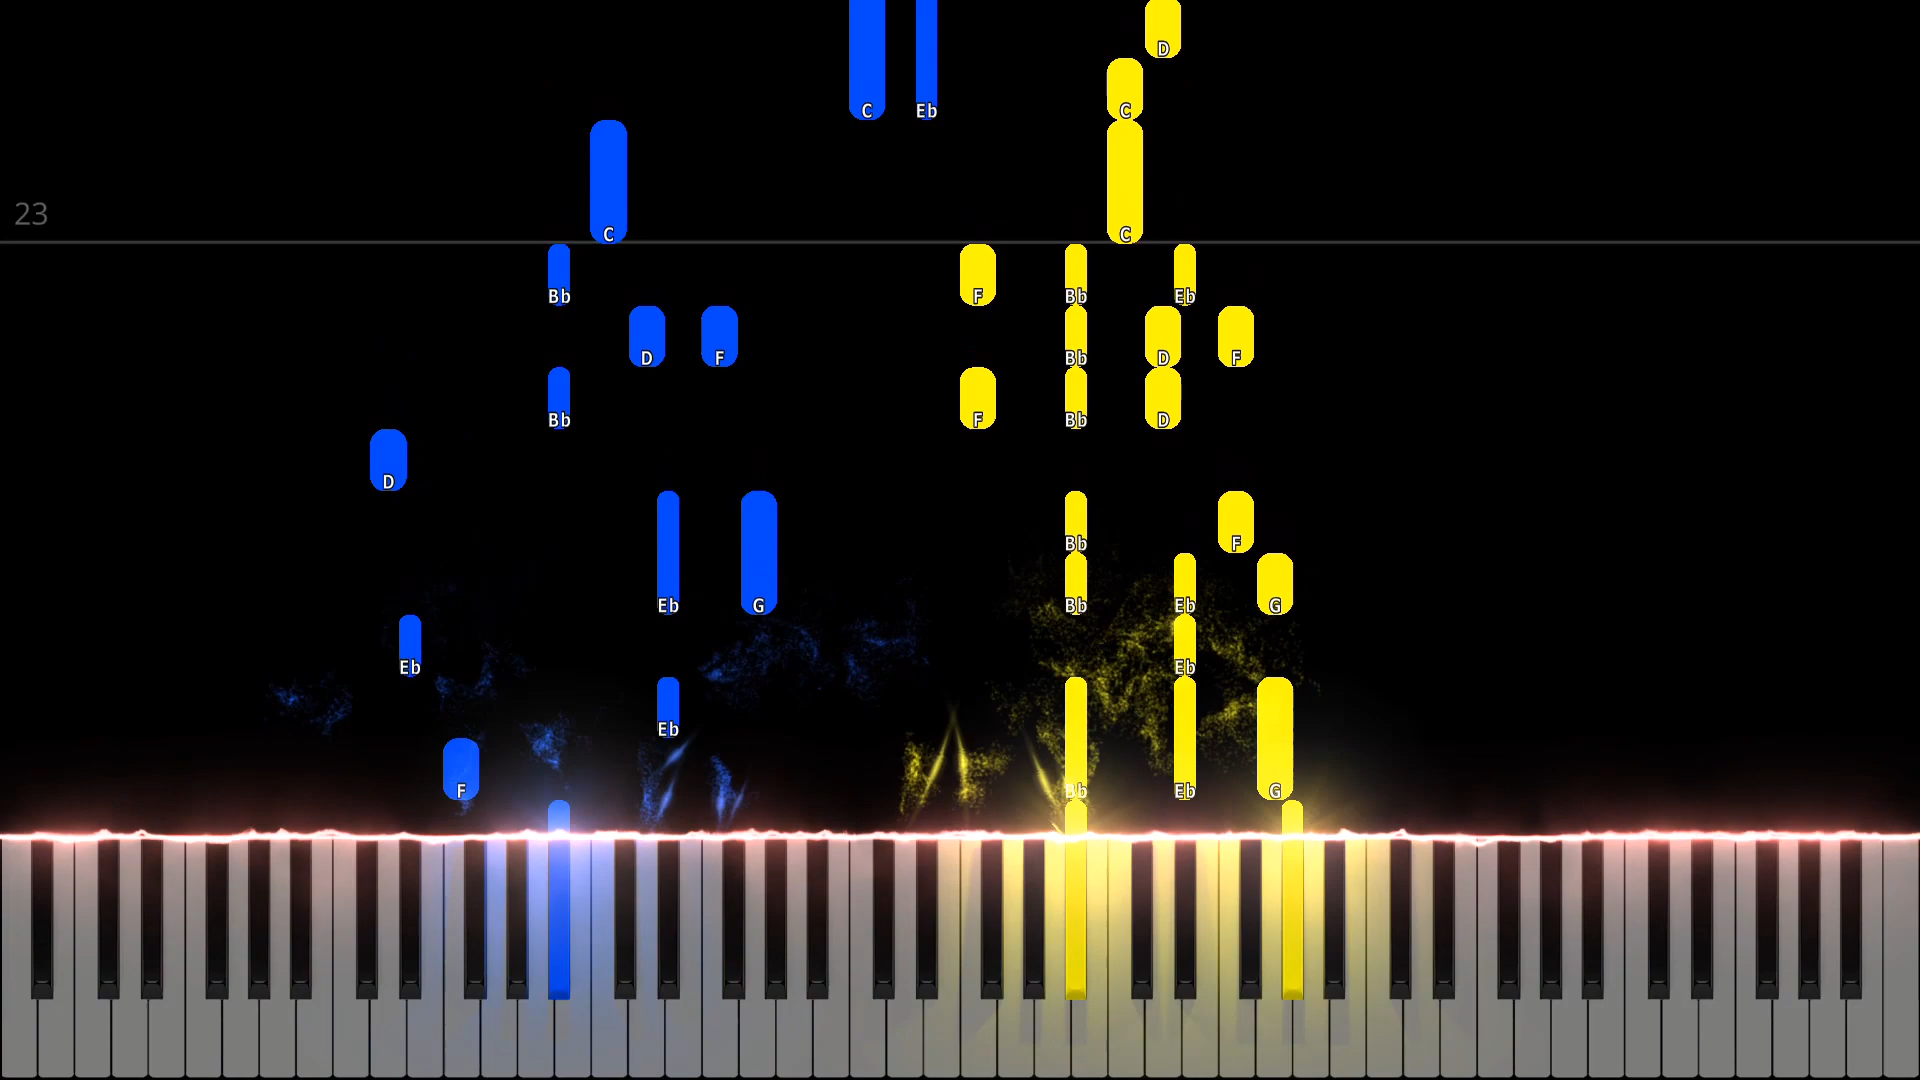 D
C Eb C
23
C C
Bb F Bb Eb
D F Bb D F
Bb F Bb D
D
Bb F
Eb G Bb Eb G
Eb Eb
Eb
F Bb Eb G